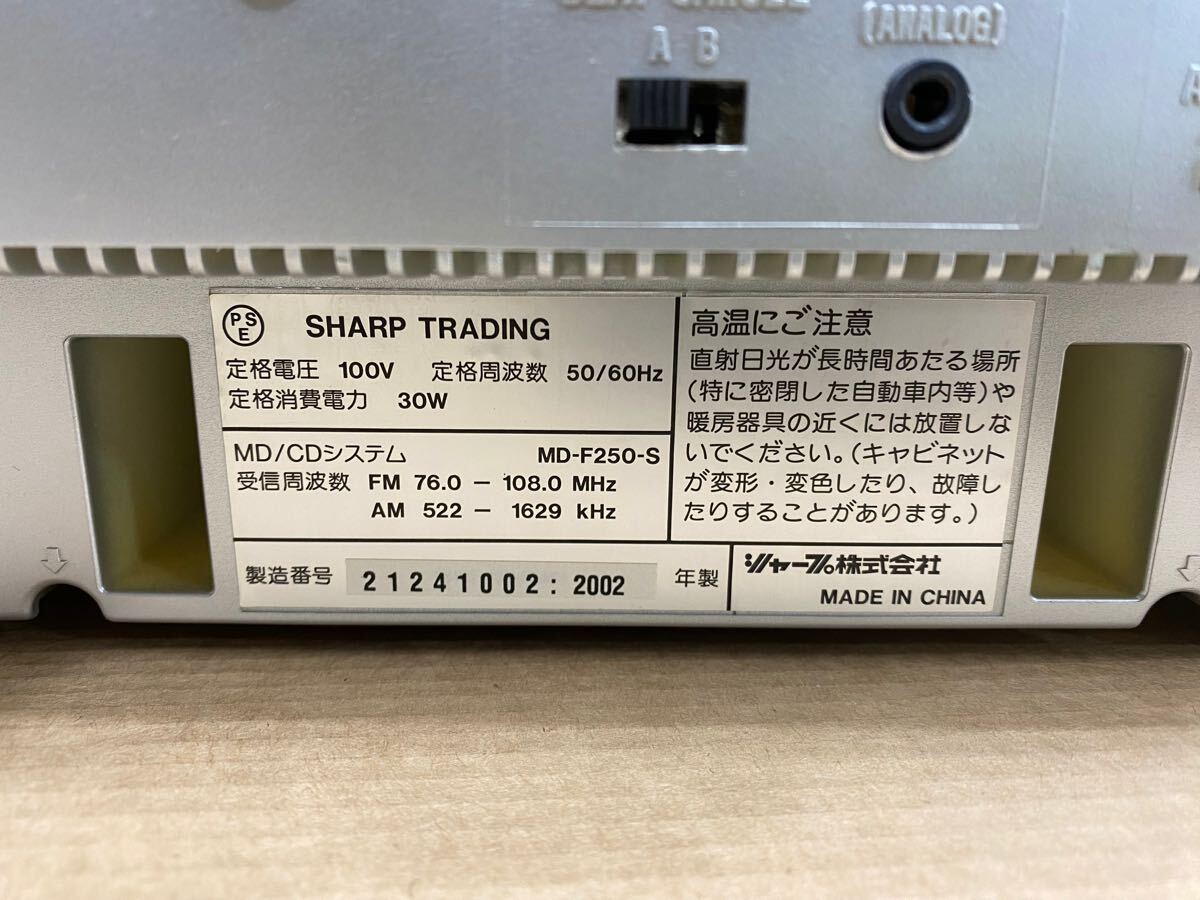 A B
(ANALOG)
PSE
SHARP TRADING
定格電圧 100V 定格周波数 50/60Hz
定格消費電力 30W
MD/CDシステム MD-F250-S
受信周波数 FM 76.0 – 108.0 MHz
AM 522 – 1629 kHz
製造番号 21241002: 2002 年製
高温にご注意
直射日光が長時間あたる場所
(特に密閉した自動車内等)や
暖房器具の近くには放置しな
いでください。(キャビネット
が変形・変色したり、故障し
たりすることがあります。)
シャープ株式会社
MADE IN CHINA